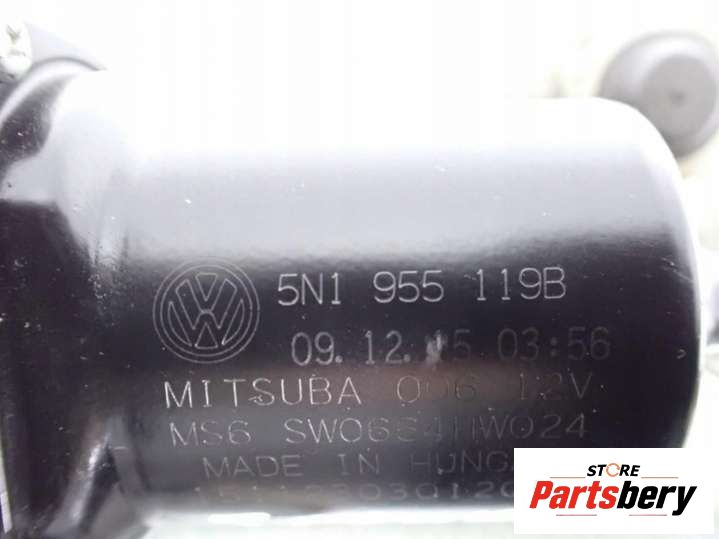 5N1 955 119B
09.12. 03:56
MITSUBA 006 12V
MS6
MADE IN
STORE
Partsbery